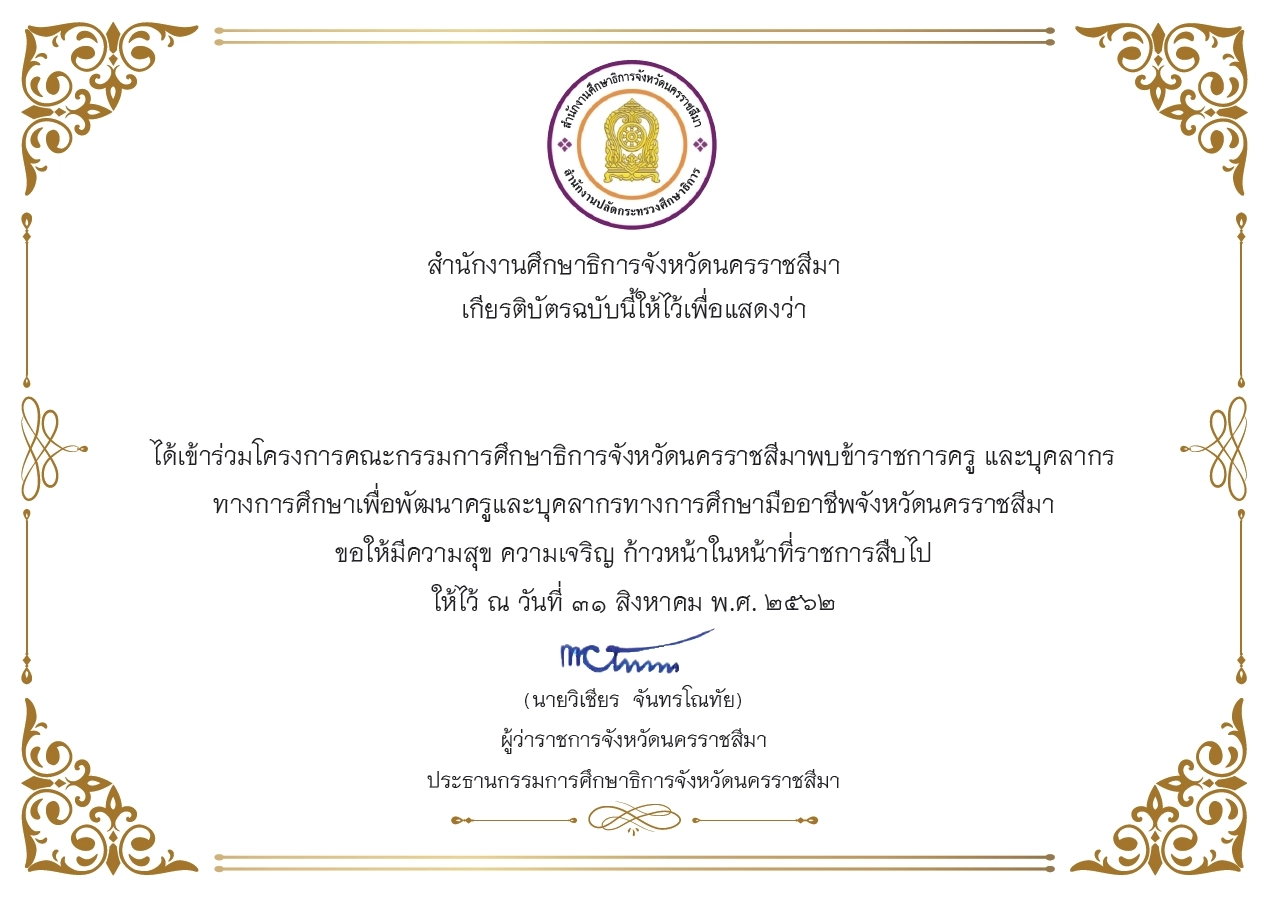 สำนักงานศึกษาธิการจังหวัดนครราชสีมา
สำนักงานปลัดกระทรวงศึกษาธิการ
สำนักงานศึกษาธิการจังหวัดนครราชสีมา
เกียรติบัตรฉบับนี้ให้ไว้เพื่อแสดงว่า
ได้เข้าร่วมโครงการคณะกรรมการศึกษาธิการจังหวัดนครราชสีมาพบข้าราชการครู และบุคลากร
ทางการศึกษาเพื่อพัฒนาครูและบุคลากรทางการศึกษามืออาชีพจังหวัดนครราชสีมา
ขอให้มีความสุข ความเจริญ ก้าวหน้าในหน้าที่ราชการสืบไป
ให้ไว้ ณ วันที่ ๓๑ สิงหาคม พ.ศ. ๒๕๖๒
(นายวิเชียร จันทรโณทัย)
ผู้ว่าราชการจังหวัดนครราชสีมา
ประธานกรรมการศึกษาธิการจังหวัดนครราชสีมา